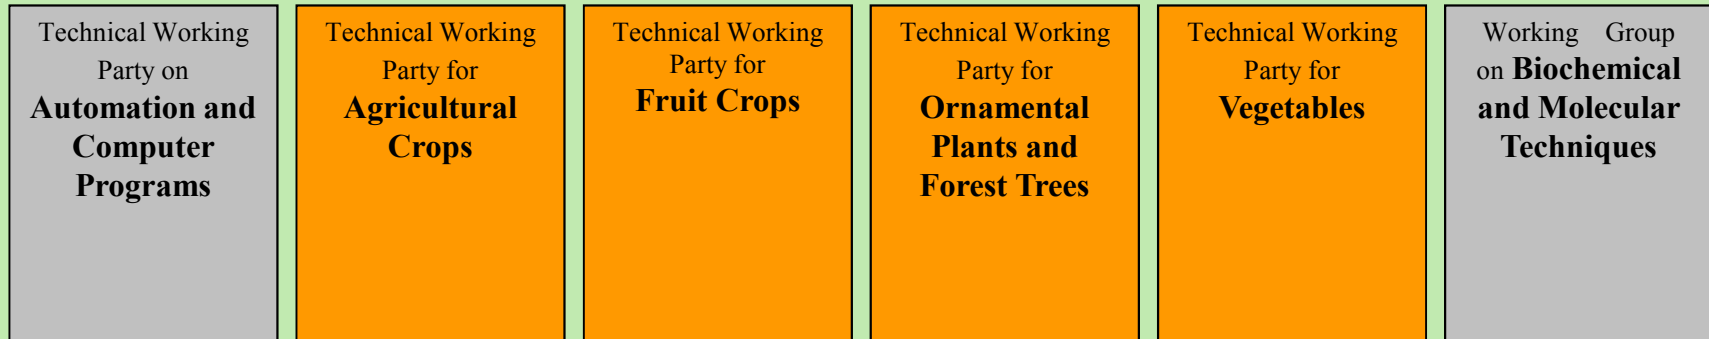 Technical Working
Party on
Automation and
Computer
Programs
Technical Working
Party for
Agricultural
Crops
Technical Working
Party for
Fruit Crops
Technical Working
Party for
Ornamental
Plants and
Forest Trees
Technical Working
Party for
Vegetables
Working Group
on Biochemical
and Molecular
Techniques